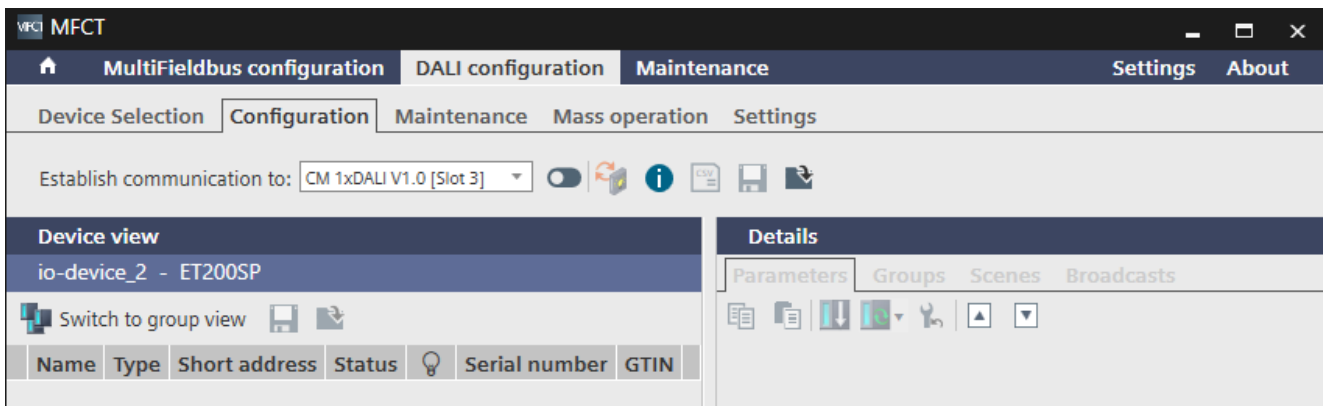 MFCT MFCT
MultiFieldbus configuration DALI configuration Maintenance Settings About
Device Selection Configuration Maintenance Mass operation Settings
Establish communication to: CM 1xDALI V1.0 [Slot 3] i CSV
Device view
io-device_2 - ET200SP
Switch to group view
Name Type Short address Status Serial number GTIN
Details
Parameters Groups Scenes Broadcasts